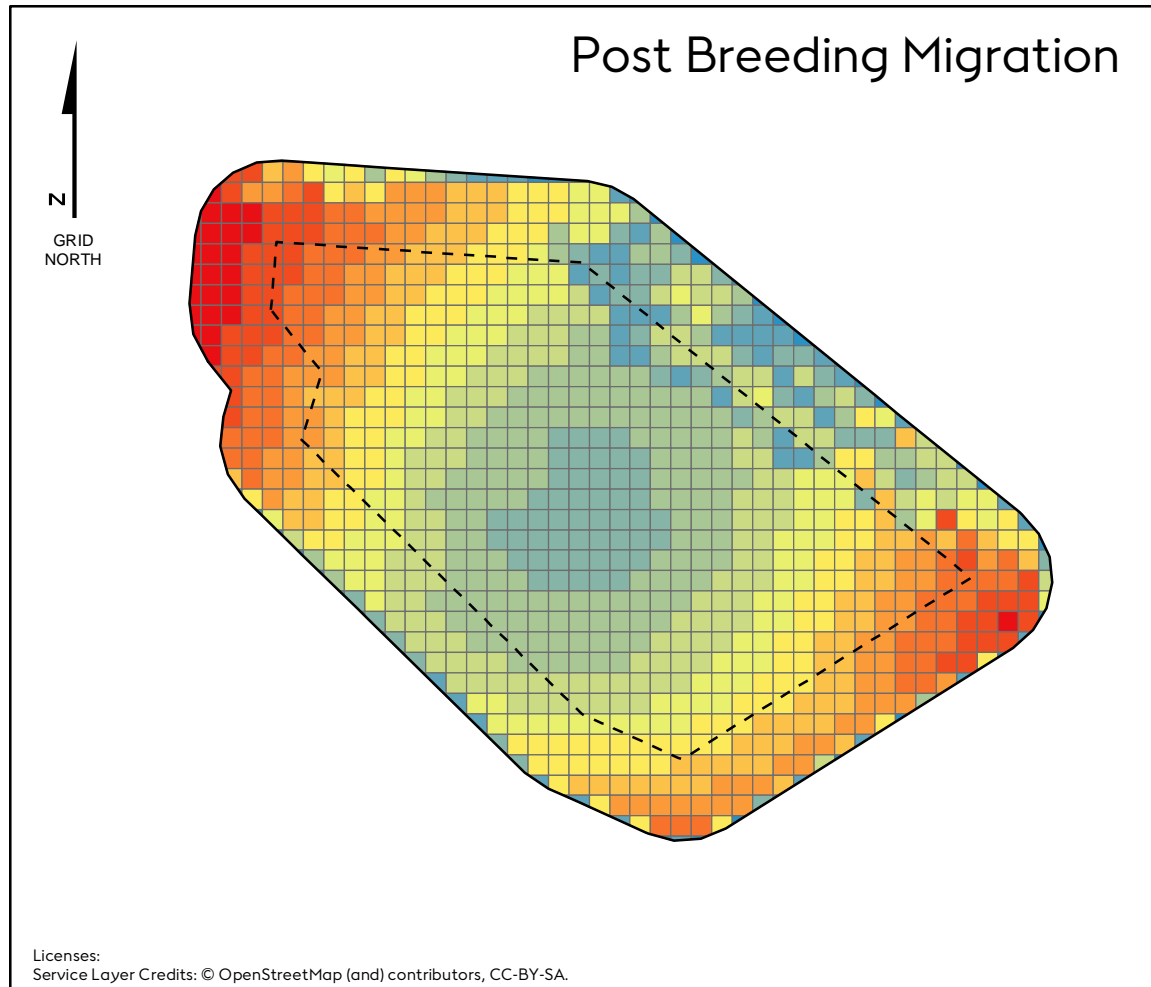 Post Breeding Migration
N
GRID
NORTH
Licenses:
Service Layer Credits: © OpenStreetMap (and) contributors, CC-BY-SA.